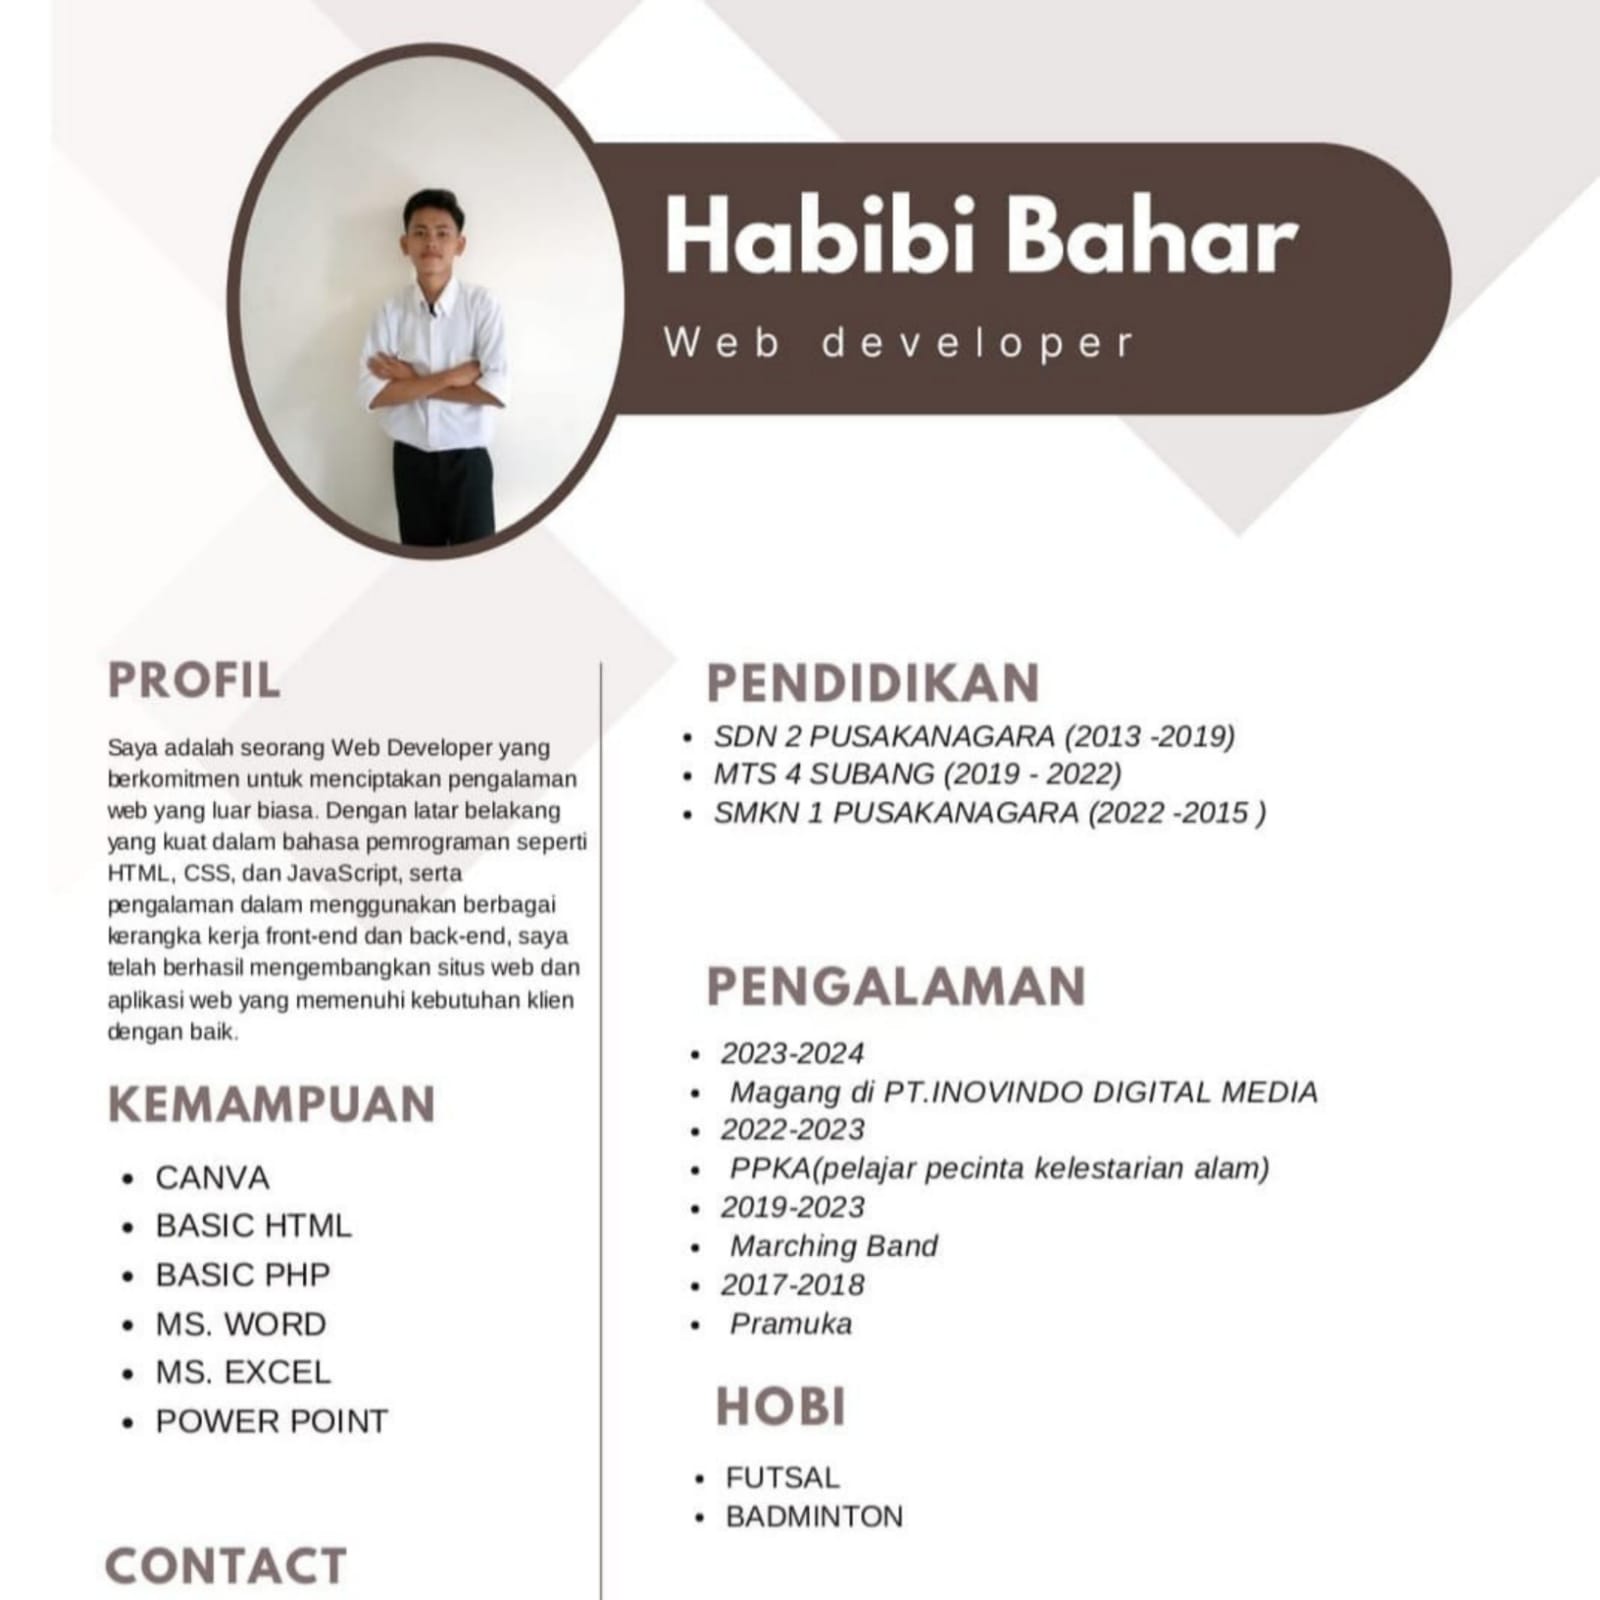 Habibi Bahar
Web developer
PROFIL
Saya adalah seorang Web Developer yang
berkomitmen untuk menciptakan pengalaman
web yang luar biasa. Dengan latar belakang
yang kuat dalam bahasa pemrograman seperti
HTML, CSS, dan JavaScript, serta
pengalaman dalam menggunakan berbagai
kerangka kerja front-end dan back-end, saya
telah berhasil mengembangkan situs web dan
aplikasi web yang memenuhi kebutuhan klien
dengan baik.
KEMAMPUAN
• CANVA
• BASIC HTML
• BASIC PHP
• MS. WORD
• MS. EXCEL
• POWER POINT
CONTACT
PENDIDIKAN
• SDN 2 PUSAKANAGARA (2013 -2019)
• MTS 4 SUBANG (2019 - 2022)
• SMKN 1 PUSAKANAGARA (2022 -2015 )
PENGALAMAN
• 2023-2024
• Magang di PT.INOVINDO DIGITAL MEDIA
• 2022-2023
• PPKA(pelajar pecinta kelestarian alam)
• 2019-2023
• Marching Band
• 2017-2018
• Pramuka
HOBI
• FUTSAL
• BADMINTON